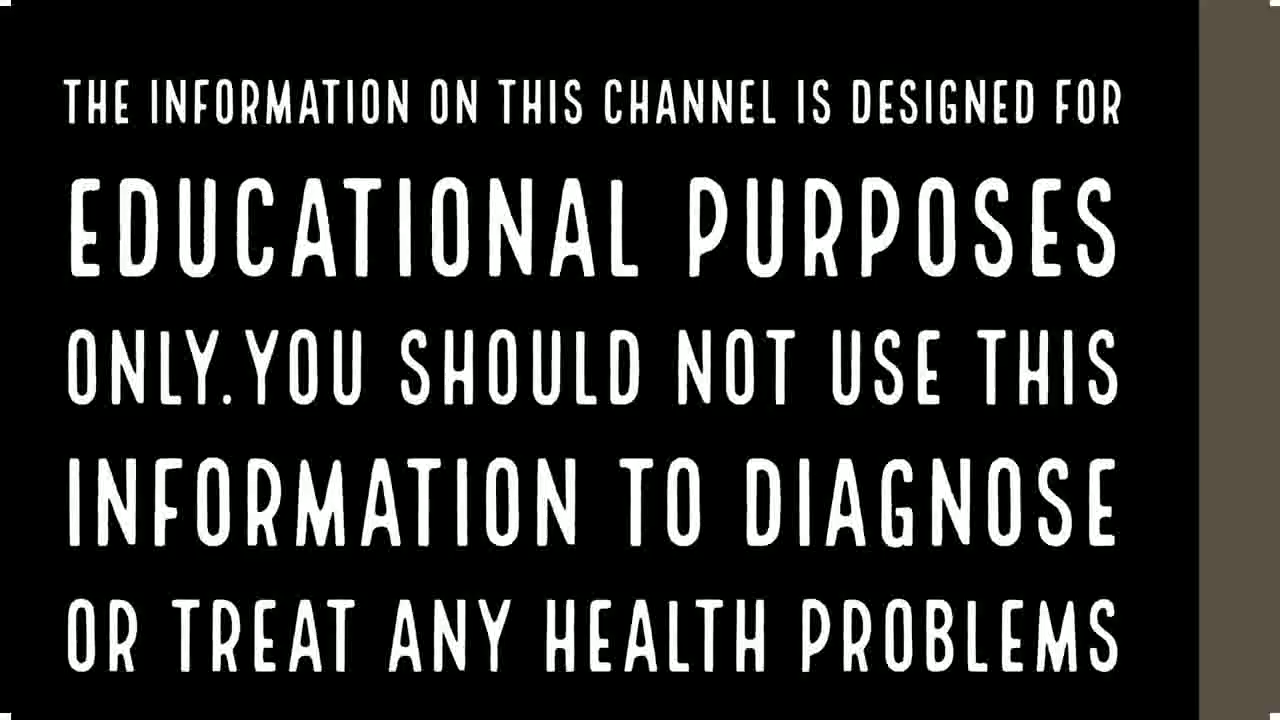 THE INFORMATION ON THIS CHANNEL IS DESIGNED FOR
EDUCATIONAL PURPOSES
ONLY.YOU SHOULD NOT USE THIS
INFORMATION TO DIAGNOSE
OR TREAT ANY HEALTH PROBLEMS